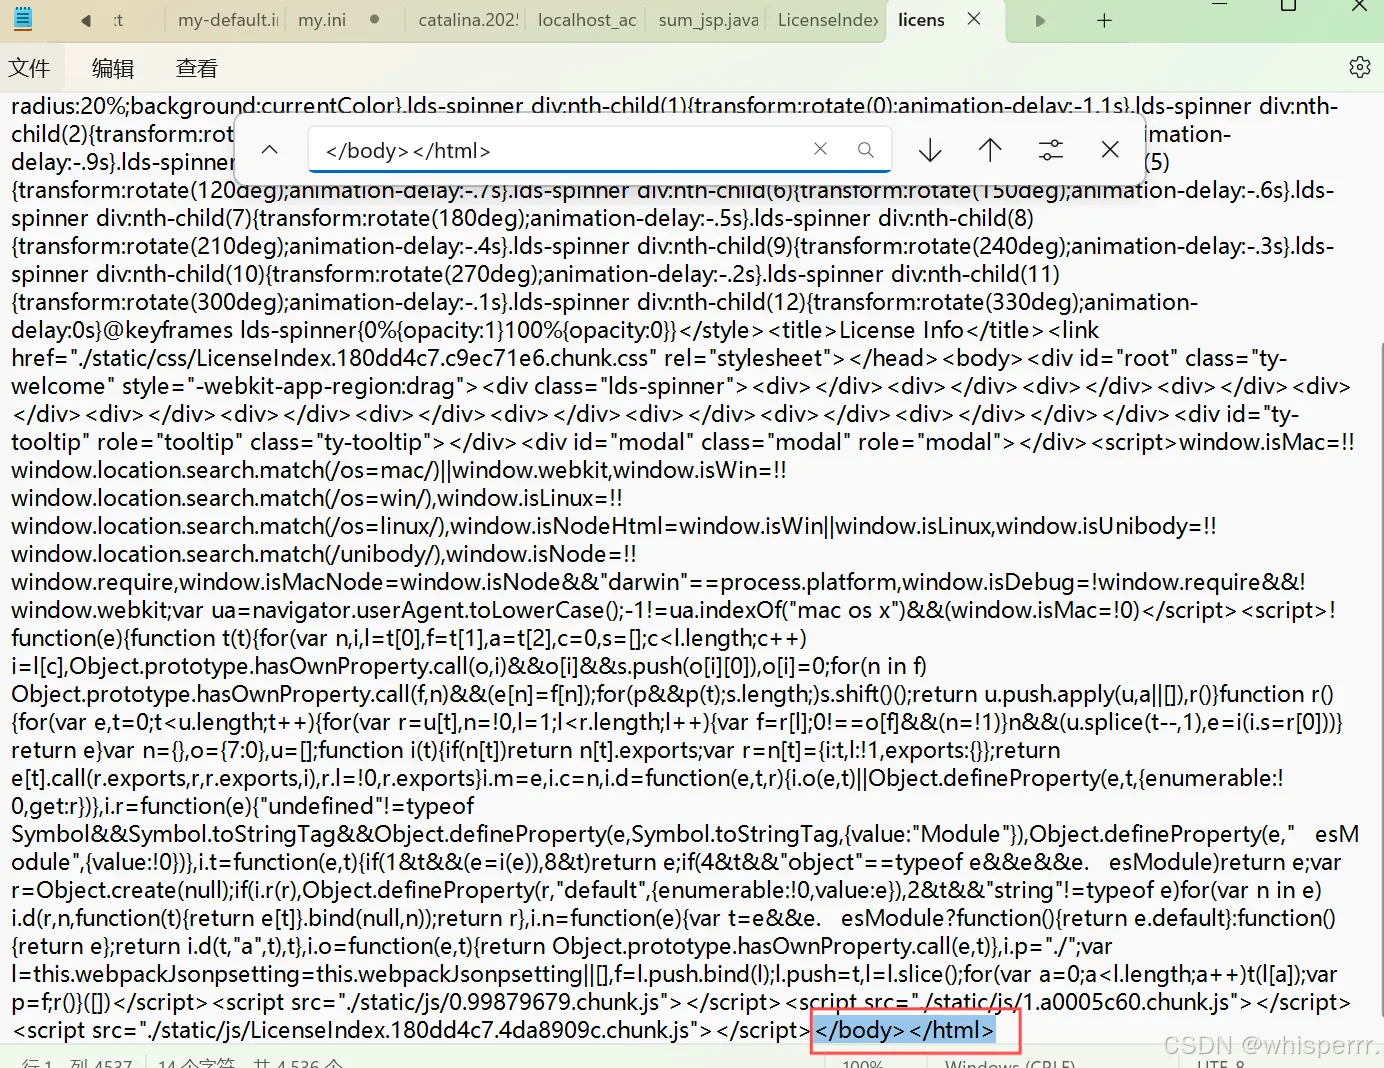 xt my-default.in my.ini catalina.202! localhost_ac sum_jsp.java LicenseIndex licens
文件 编辑 查看
radius:20%;background:currentColor}.lds-spinner div:nth-child(1){transform:rotate(0);animation-delay:-1.1s}.lds-spinner div:nth-
child(2){transform:rot
</body></html>
imation-
delay:-.9s}.lds-spinner
(5)
{transform:rotate(120deg);animation-delay:-.7s}.lds-spinner div:nth-child(6){transform:rotate(150deg);animation-delay:-.6s}.lds-
spinner div:nth-child(7){transform:rotate(180deg);animation-delay:-.5s}.lds-spinner div:nth-child(8)
{transform:rotate(210deg);animation-delay:-.4s}.lds-spinner div:nth-child(9){transform:rotate(240deg);animation-delay:-.3s}.lds-
spinner div:nth-child(10){transform:rotate(270deg);animation-delay:-.2s}.lds-spinner div:nth-child(11)
{transform:rotate(300deg);animation-delay:-.1s}.lds-spinner div:nth-child(12){transform:rotate(330deg);animation-
delay:0s}@keyframes lds-spinner{0%{opacity:1}100%{opacity:0}}</style><title>License Info</title><link
href="./static/css/LicenseIndex.180dd4c7.c9ec71e6.chunk.css" rel="stylesheet"></head><body><div id="root" class="ty-
welcome" style="-webkit-app-region:drag"><div class="lds-spinner"><div></div><div></div><div></div><div></div><div>
</div><div></div><div></div><div></div><div></div><div></div><div></div><div></div></div></div><div id="ty-
tooltip" role="tooltip" class="ty-tooltip"></div><div id="modal" class="modal" role="modal"></div><script>window.isMac=!!
window.location.search.match(/os=mac/)||window.webkit,window.isWin=!!
window.location.search.match(/os=win/),window.isLinux=!!
window.location.search.match(/os=linux/),window.isNodeHtml=window.isWin||window.isLinux,window.isUnibody=!!
window.location.search.match(/unibody/),window.isNode=!!
window.require,window.isMacNode=window.isNode&&"darwin"==process.platform,window.isDebug=!window.require&&!
window.webkit;var ua=navigator.userAgent.toLowerCase();-1!=ua.indexOf("mac os x")&&(window.isMac=!0)</script><script>!
function(e){function t(t){for(var n,i,l=t[0],f=t[1],a=t[2],c=0,s=[];c<l.length;c++)
i=l[c],Object.prototype.hasOwnProperty.call(o,i)&&o[i]&&s.push(o[i][0]),o[i]=0;for(n in f)
Object.prototype.hasOwnProperty.call(f,n)&&(e[n]=f[n]);for(p&&p(t);s.length;)s.shift()();return u.push.apply(u,a||[]),r()}function r()
{for(var e,t=0;t<u.length;t++){for(var r=u[t],n=!0,l=1;l<r.length;l++){var f=r[l];0!==o[f]&&(n=!1)}n&&(u.splice(t--,1),e=i(i.s=r[0]))}
return e}var n={},o={7:0},u=[];function i(t){if(n[t])return n[t].exports;var r=n[t]={i:t,l:!1,exports:{}};return
e[t].call(r.exports,r,r.exports,i),r.l=!0,r.exports}i.m=e,i.c=n,i.d=function(e,t,r){i.o(e,t)||Object.defineProperty(e,t,{enumerable:!
0,get:r})},i.r=function(e){"undefined"!=typeof
Symbol&&Symbol.toStringTag&&Object.defineProperty(e,Symbol.toStringTag,{value:"Module"}),Object.defineProperty(e,"__esM
odule",{value:!0})},i.t=function(e,t){if(1&t&&(e=i(e)),8&t)return e;if(4&t&&"object"==typeof e&&e&&e.__esModule)return e;var
r=Object.create(null);if(i.r(r),Object.defineProperty(r,"default",{enumerable:!0,value:e}),2&t&&"string"!=typeof e)for(var n in e)
i.d(r,n,function(t){return e[t]}.bind(null,n));return r},i.n=function(e){var t=e&&e.__esModule?function(){return e.default}:function()
{return e};return i.d(t,"a",t),t},i.o=function(e,t){return Object.prototype.hasOwnProperty.call(e,t)},i.p="./";var
l=this.webpackJsonpsetting=this.webpackJsonpsetting||[],f=l.push.bind(l);l.push=t,l=l.slice();for(var a=0;a<l.length;a++)t(l[a]);var
p=f;r()}([])</script><script src="./static/js/0.99879679.chunk.js"></script><script src="./static/js/1.a0005c60.chunk.js"></script>
<script src="./static/js/LicenseIndex.180dd4c7.4da8909c.chunk.js"></script></body></html>
行 1, 列 4537 14 个字符, 共 4,536 个 100% Windows (CRLF) UTF-8
CSDN @whisperrr.